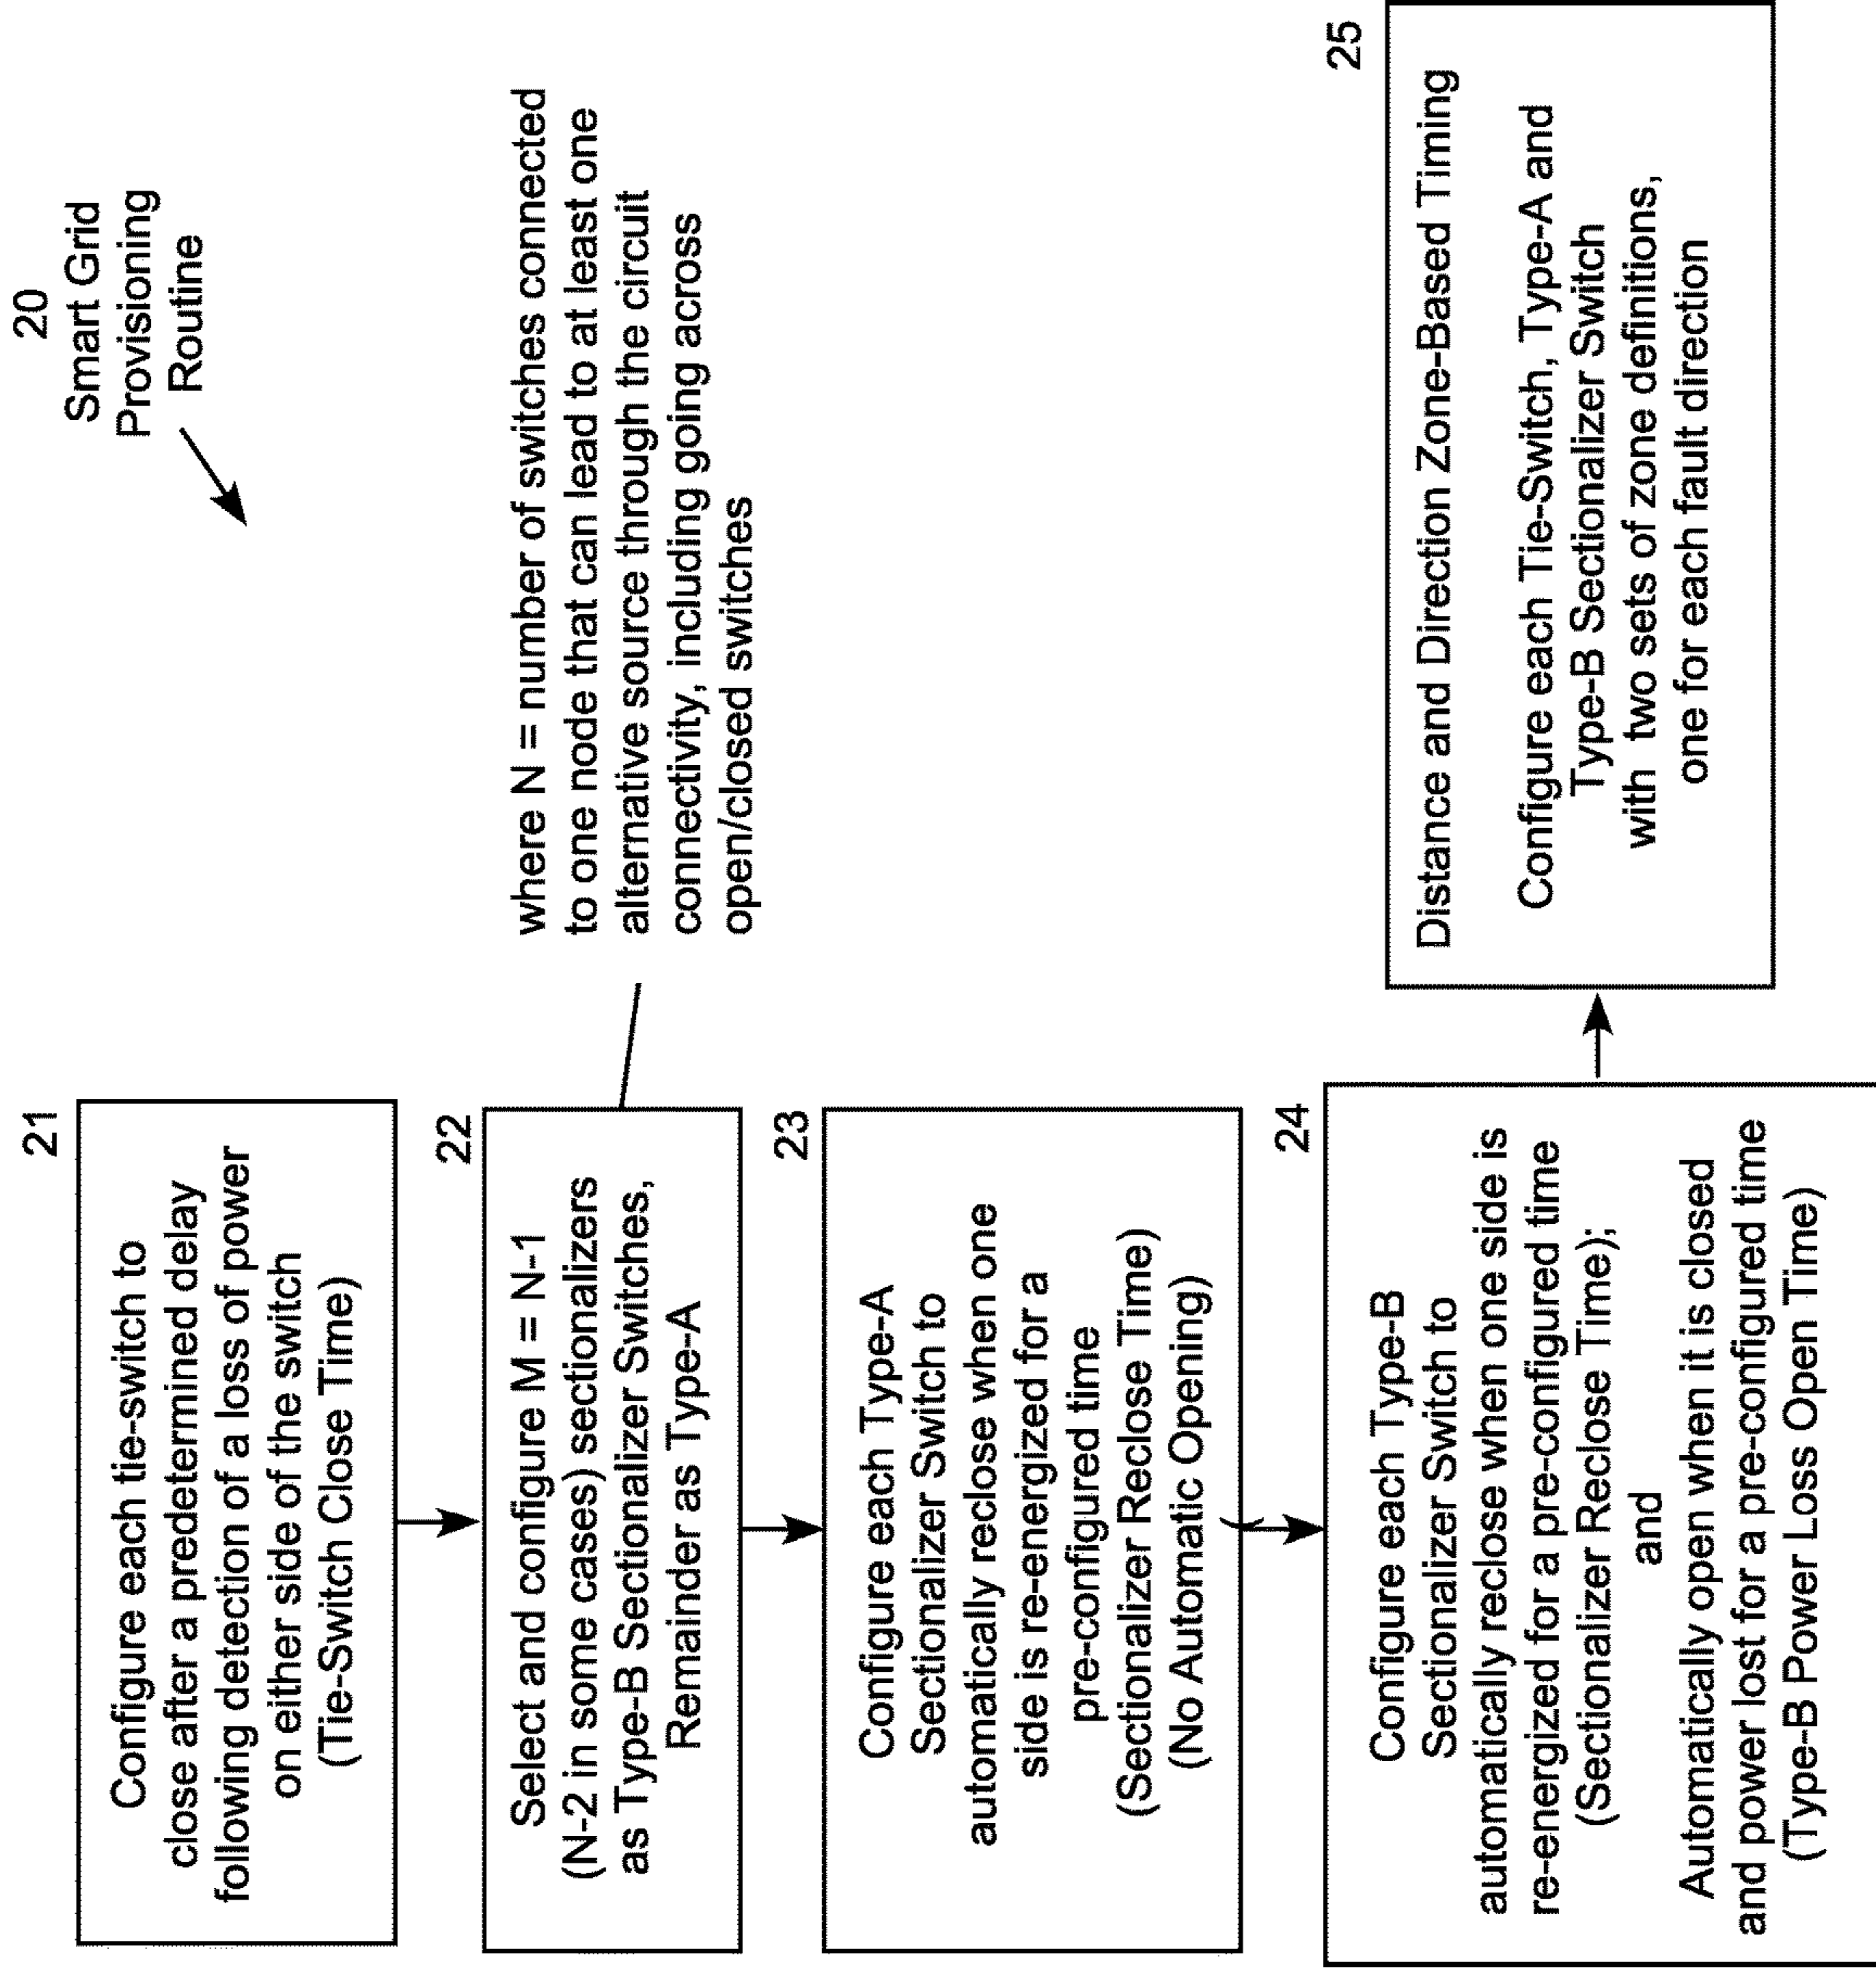 20
Smart Grid
Provisioning
Routine
21
Configure each tie-switch to
close after a predetermined delay
following detection of a loss of power
on either side of the switch
(Tie-Switch Close Time)
22
Select and configure M = N-1
(N-2 in some cases) sectionalizers
as Type-B Sectionalizer Switches,
Remainder as Type-A
where N = number of switches connected
to one node that can lead to at least one
alternative source through the circuit
connectivity, including going across
open/closed switches
23
Configure each Type-A
Sectionalizer Switch to
automatically reclose when one
side is re-energized for a
pre-configured time
(Sectionalizer Reclose Time)
(No Automatic Opening)
24
Configure each Type-B
Sectionalizer Switch to
automatically reclose when one side is
re-energized for a pre-configured time
(Sectionalizer Reclose Time);
and
Automatically open when it is closed
and power lost for a pre-configured time
(Type-B Power Loss Open Time)
25
Distance and Direction Zone-Based Timing
Configure each Tie-Switch, Type-A and
Type-B Sectionalizer Switch
with two sets of zone definitions,
one for each fault direction